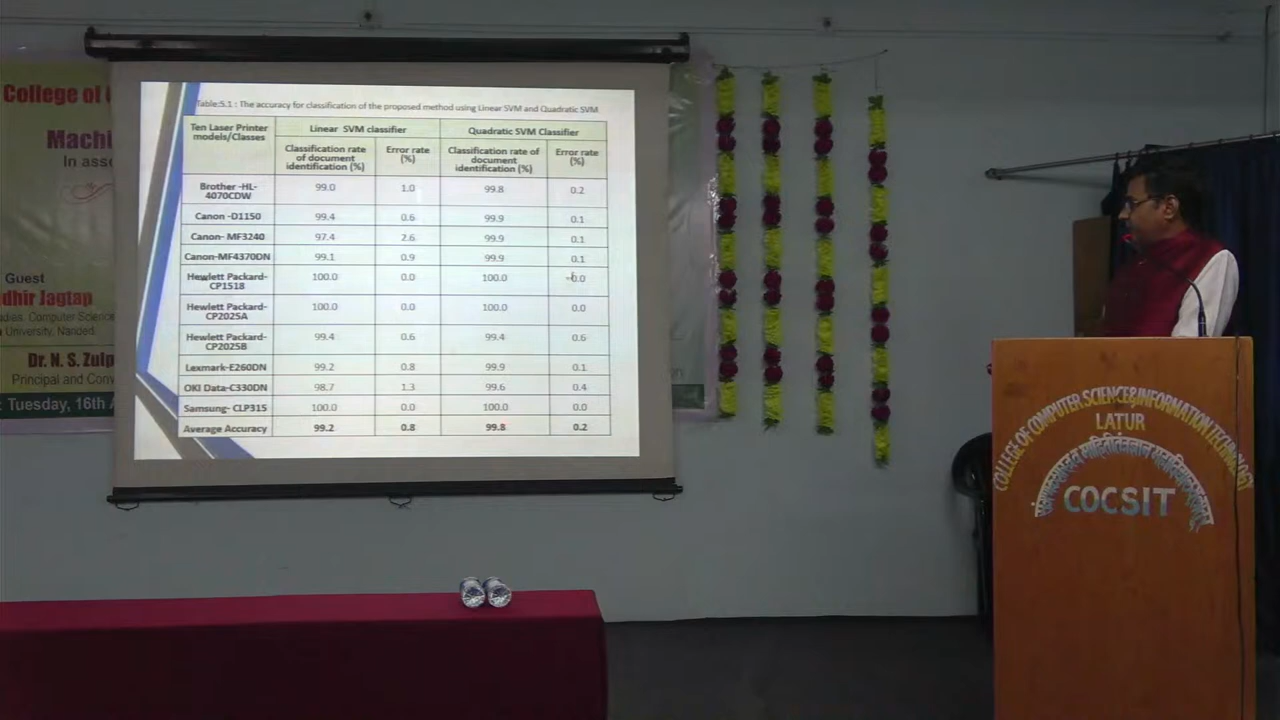 College of
Machi
In asso
Guest
dhir Jagtap
dies. Computer Science
University, Nanded.
Dr. N. S. Zulp
Principal and Conv
: Tuesday, 16th A
Table:5.1 : The accuracy for classification of the proposed method using Linear SVM and Quadratic SVM
Ten Laser Printer models/Classes Linear SVM classifier Quadratic SVM Classifier
Classification rate of document identification (%) Error rate (%) Classification rate of document identification (%) Error rate (%)
Brother -HL-4070CDW 99.0 1.0 99.8 0.2
Canon -D1150 99.4 0.6 99.9 0.1
Canon- MF3240 97.4 2.6 99.9 0.1
Canon-MF4370DN 99.1 0.9 99.9 0.1
Hewlett Packard-CP1518 100.0 0.0 100.0 0.0
Hewlett Packard-CP2025A 100.0 0.0 100.0 0.0
Hewlett Packard-CP2025B 99.4 0.6 99.4 0.6
Lexmark-E260DN 99.2 0.8 99.9 0.1
OKI Data-C330DN 98.7 1.3 99.6 0.4
Samsung- CLP315 100.0 0.0 100.0 0.0
Average Accuracy 99.2 0.8 99.8 0.2
COLLEGE OF COMPUTER SCIENCE & INFORMATION TECHNOLOGY
LATUR
COCSIT